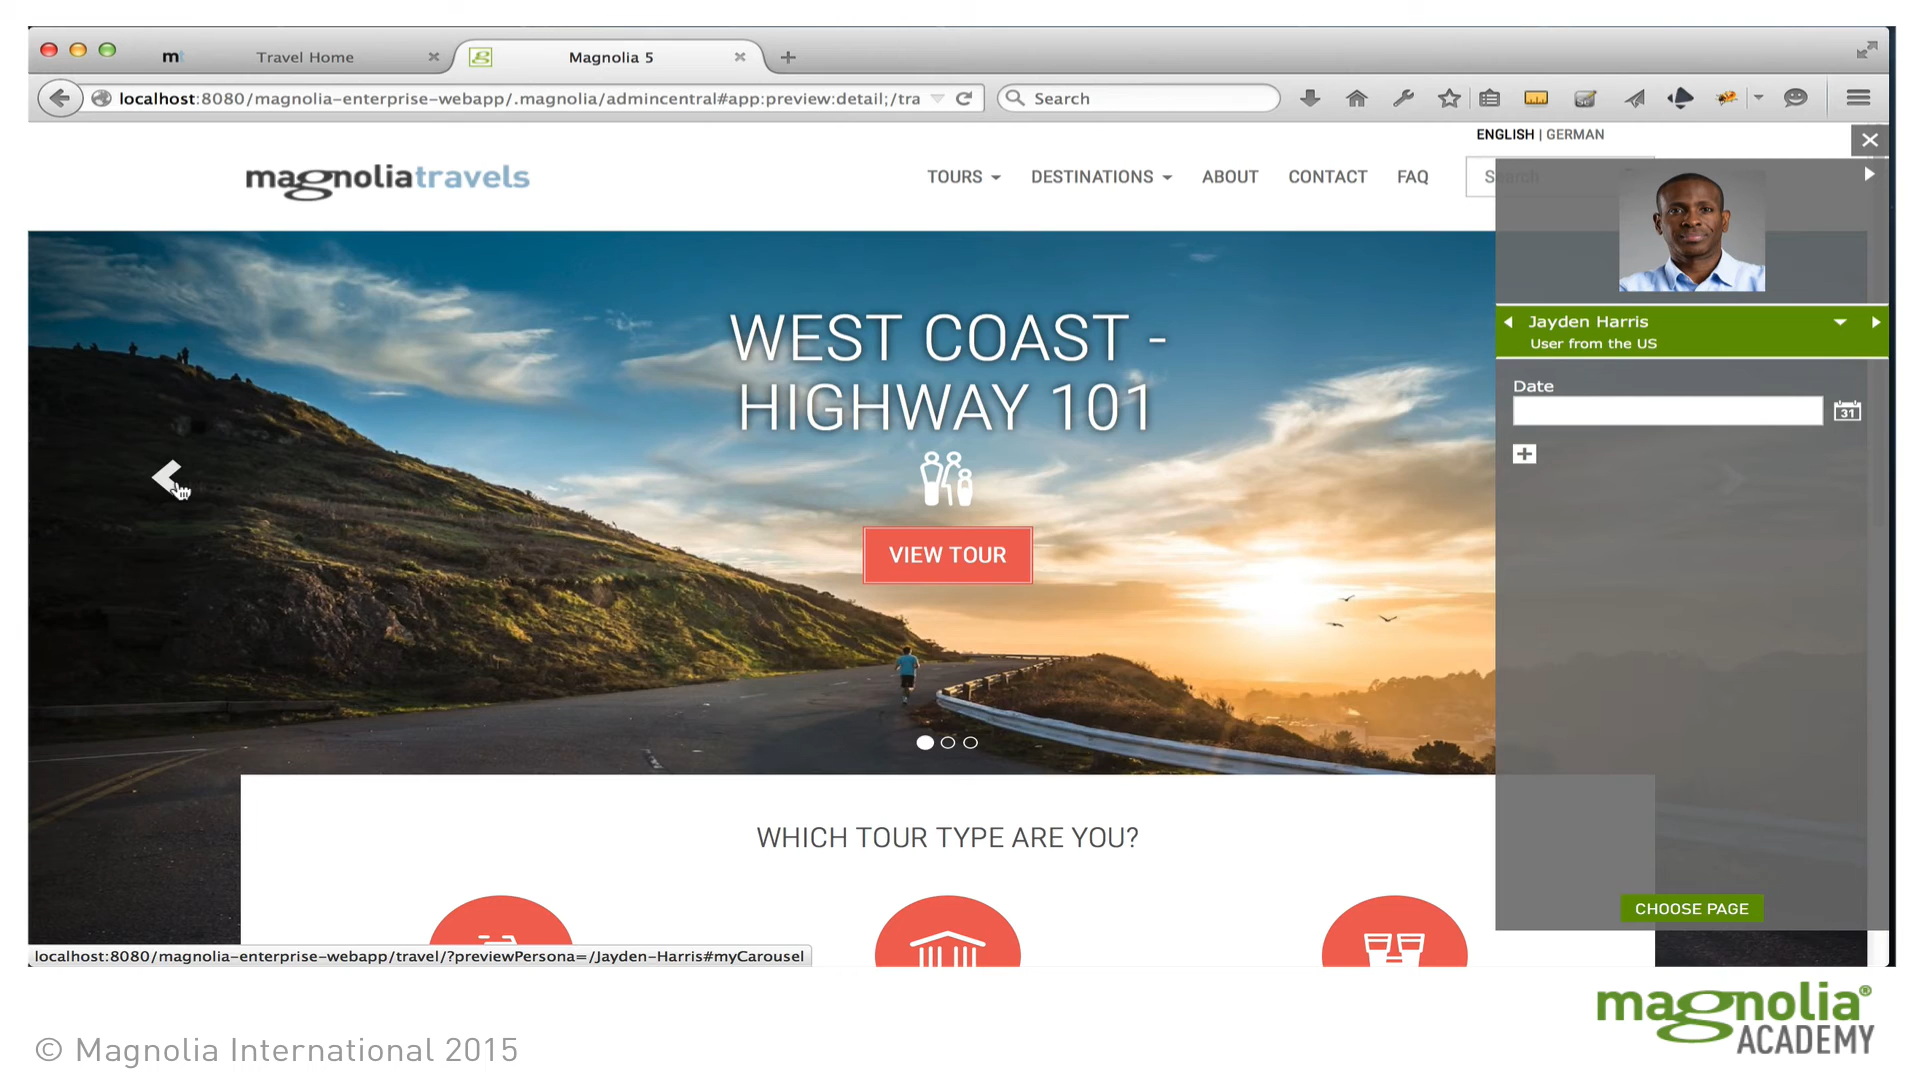 Travel Home
Magnolia 5
localhost:8080/magnolia-enterprise-webapp/.magnolia/admincentral#app:preview:detail;/tra
Search
ENGLISH | GERMAN
magnoliatravels
TOURS
DESTINATIONS
ABOUT
CONTACT
FAQ
Search
WEST COAST -
HIGHWAY 101
VIEW TOUR
Jayden Harris
User from the US
Date
31
WHICH TOUR TYPE ARE YOU?
CHOOSE PAGE
localhost:8080/magnolia-enterprise-webapp/travel/?previewPersona=/Jayden-Harris#myCarousel
© Magnolia International 2015
magnolia®
ACADEMY